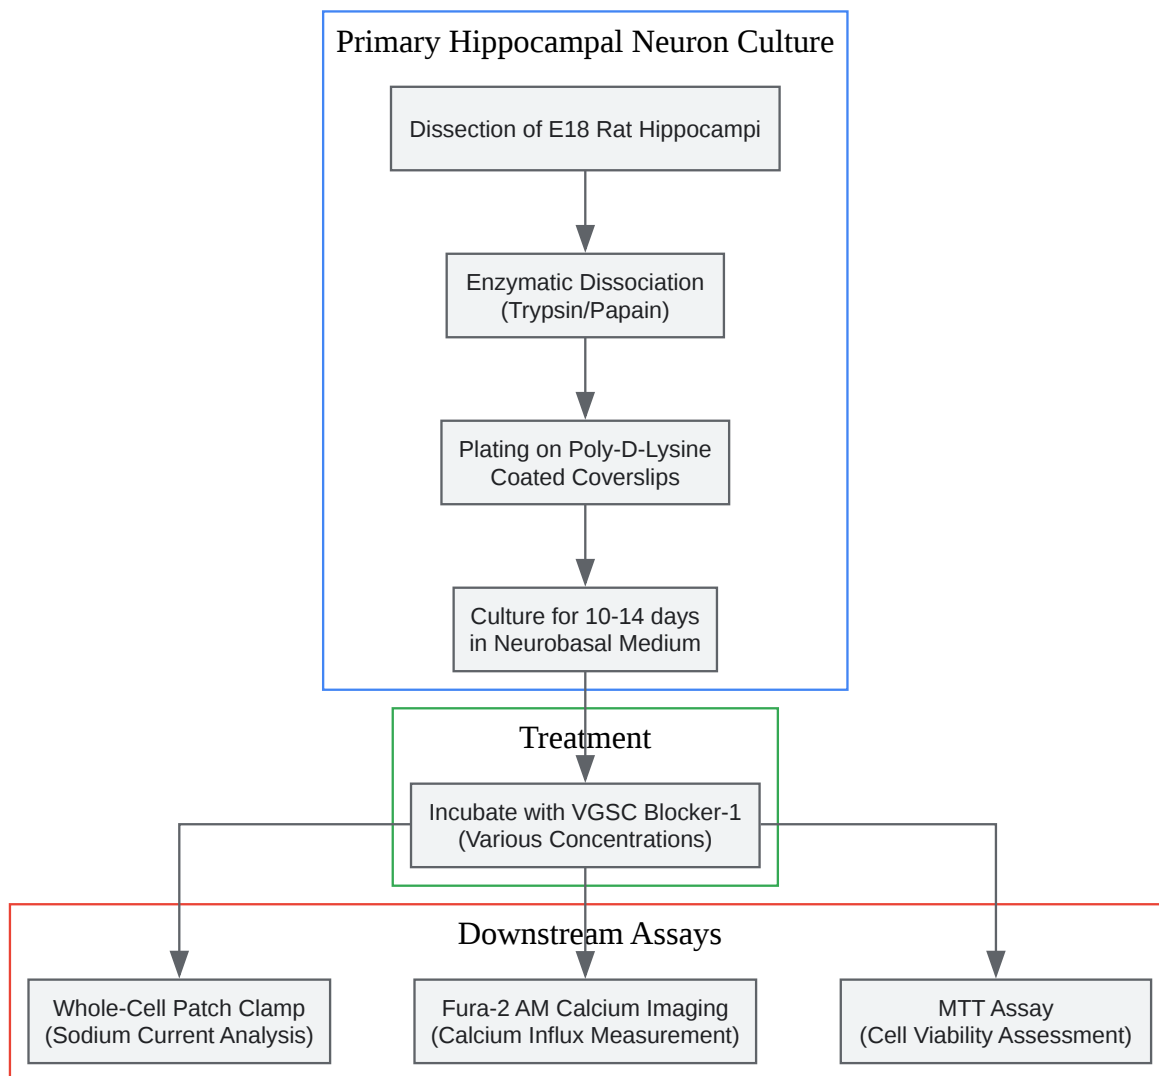 Primary Hippocampal Neuron Culture
Dissection of E18 Rat Hippocampi
Enzymatic Dissociation
(Trypsin/Papain)
Plating on Poly-D-Lysine
Coated Coverslips
Culture for 10-14 days
in Neurobasal Medium
Treatment
Incubate with VGSC Blocker-1
(Various Concentrations)
Downstream Assays
Whole-Cell Patch Clamp
(Sodium Current Analysis)
Fura-2 AM Calcium Imaging
(Calcium Influx Measurement)
MTT Assay
(Cell Viability Assessment)